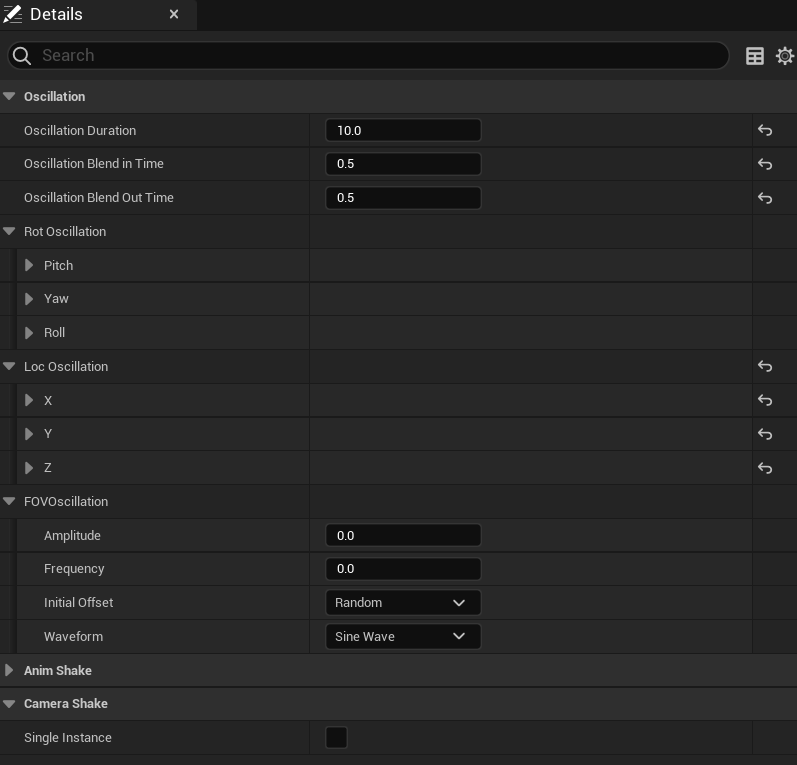 Details
Search
Oscillation
Oscillation Duration 10.0
Oscillation Blend in Time 0.5
Oscillation Blend Out Time 0.5
Rot Oscillation
Pitch
Yaw
Roll
Loc Oscillation
X
Y
Z
FOVOscillation
Amplitude 0.0
Frequency 0.0
Initial Offset Random
Waveform Sine Wave
Anim Shake
Camera Shake
Single Instance